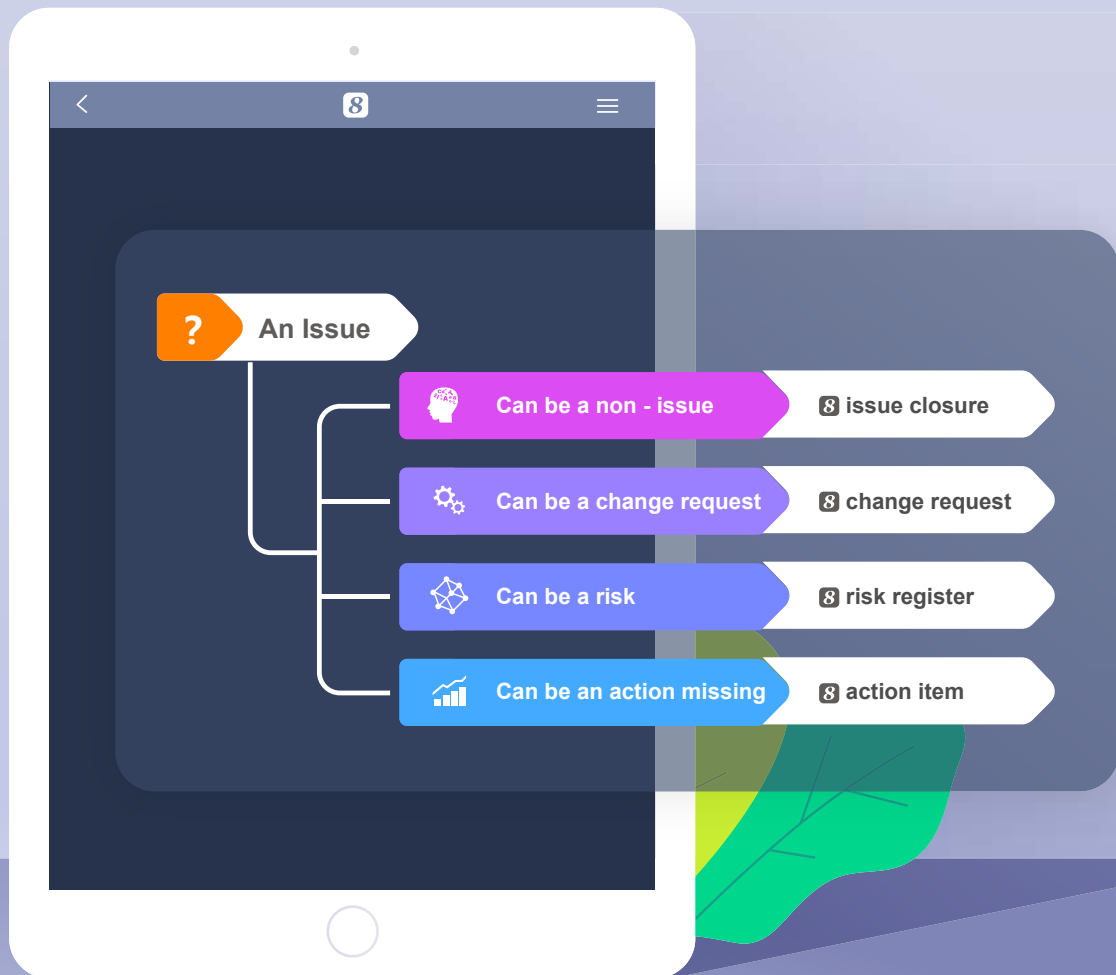 8
? An Issue
Can be a non - issue 8 issue closure
Can be a change request 8 change request
Can be a risk 8 risk register
Can be an action missing 8 action item